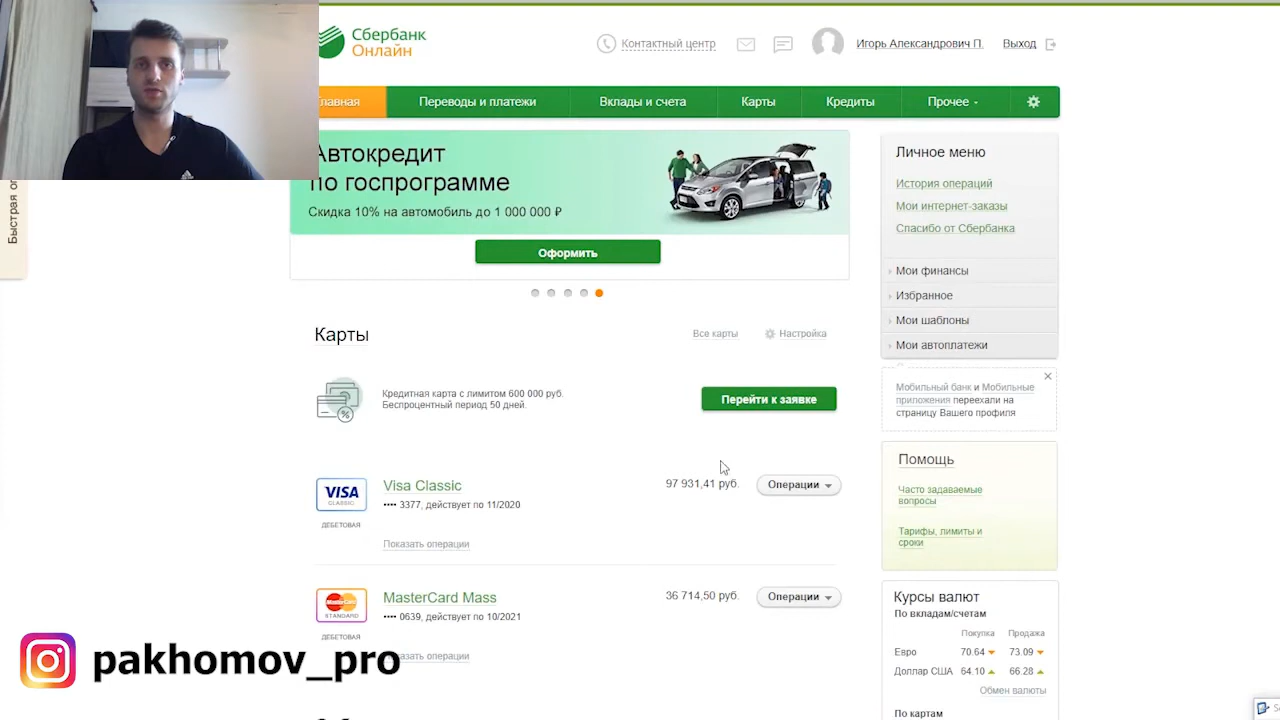 Сбербанк
Онлайн
Контактный центр
Игорь Александрович П.
Выход
лавная
Переводы и платежи
Вклады и счета
Карты
Кредиты
Прочее
Автокредит
по госпрограмме
Скидка 10% на автомобиль до 1 000 000 ₽
Оформить
Быстрая оп
Личное меню
История операций
Мои интернет-заказы
Спасибо от Сбербанка
Мои финансы
Избранное
Мои шаблоны
Мои автоплатежи
Карты
Все карты
Настройка
Кредитная карта с лимитом 600 000 руб.
Беспроцентный период 50 дней.
Перейти к заявке
Мобильный банк и Мобильные
приложения переехали на
страницу Вашего профиля
VISA
CLASSIC
ДЕБЕТОВАЯ
Visa Classic
•••• 3377, действует по 11/2020
97 931,41 руб.
Операции
Показать операции
Помощь
Часто задаваемые
вопросы
Тарифы, лимиты и
сроки
MasterCard
STANDARD
ДЕБЕТОВАЯ
MasterCard Mass
•••• 0639, действует по 10/2021
36 714,50 руб.
Операции
азать операции
Курсы валют
По вкладам/счетам
Покупка Продажа
Евро 70.64 73.09
Доллар США 64.10 66.28
Обмен валюты
По картам
pakhomov_pro